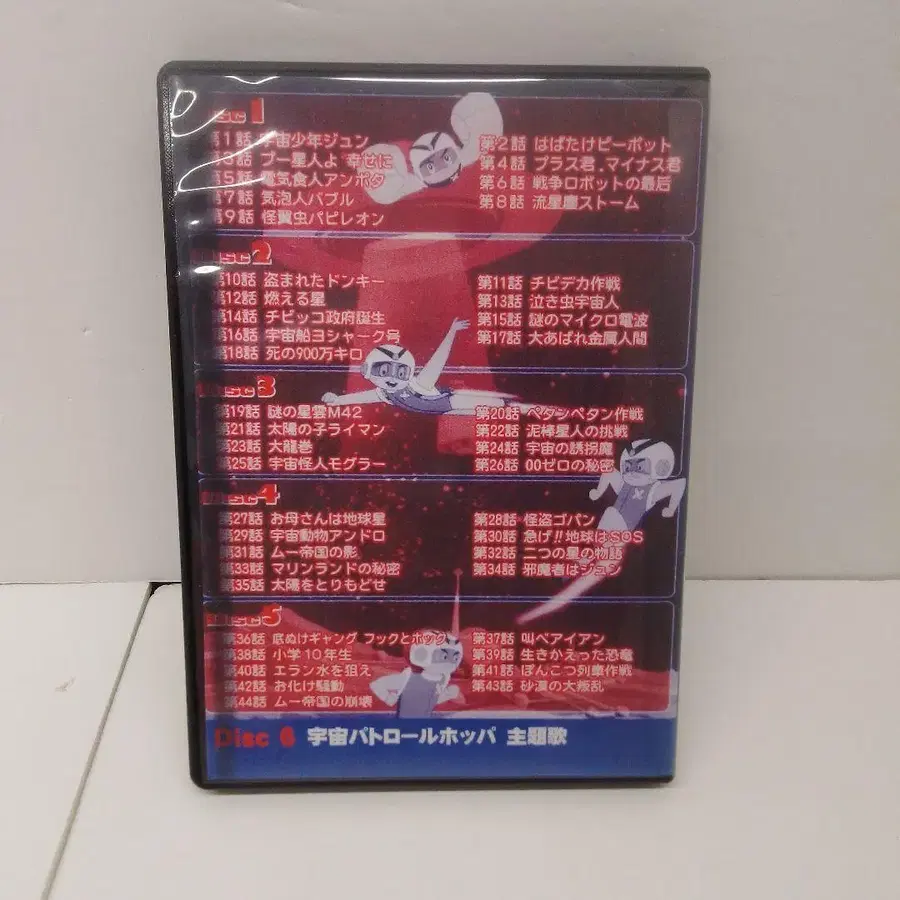 Disc 1
第1話 宇宙少年ジュン 第2話 はばたけピーポット
第3話 プー星人よ 幸せに 第4話 プラス君、マイナス君
第5話 電気食人アンポタ 第6話 戦争ロボットの最后
第7話 気泡人バブル 第8話 流星塵ストーム
第9話 怪翼虫パピレオン
Disc 2
第10話 盗まれたドンキー 第11話 チビデカ作戦
第12話 燃える星 第13話 泣き虫宇宙人
第14話 チビッコ政府誕生 第15話 謎のマイクロ電波
第16話 宇宙船ヨシャーク号 第17話 大あばれ金属人間
第18話 死の900万キロ
Disc 3
第19話 謎の星雲M42 第20話 ペタンペタン作戦
第21話 太陽の子ライマン 第22話 泥棒星人の挑戦
第23話 大龍巻 第24話 宇宙の誘拐魔
第25話 宇宙怪人モグラー 第26話 00ゼロの秘密
Disc 4
第27話 お母さんは地球星 第28話 怪盗ゴパン
第29話 宇宙動物アンドロ 第30話 急げ!!地球はSOS
第31話 ムー帝国の影 第32話 二つの星の物語
第33話 マリンランドの秘密 第34話 邪魔者はジュン
第35話 太陽をとりもどせ
Disc 5
第36話 底ぬけギャング フックとホック 第37話 叫べアイアン
第38話 小学10年生 第39話 生きかえった恐竜
第40話 エラン水を狙え 第41話 ぽんこつ列車作戦
第42話 お化け騒動 第43話 砂漠の大叛乱
第44話 ムー帝国の崩壊
Disc 6 宇宙パトロールホッパ 主題歌